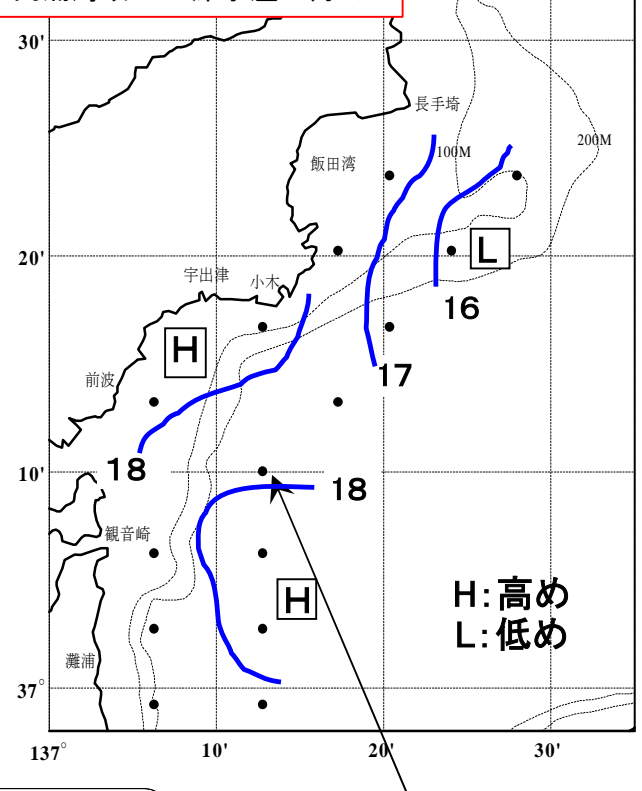 30'
長手埼
100M
200M
飯田湾
20'
L
宇出津
小木
16
H
17
前波
18
10'
18
観音崎
H
H:高め
L:低め
灘浦
37°
137°
10'
20'
30'